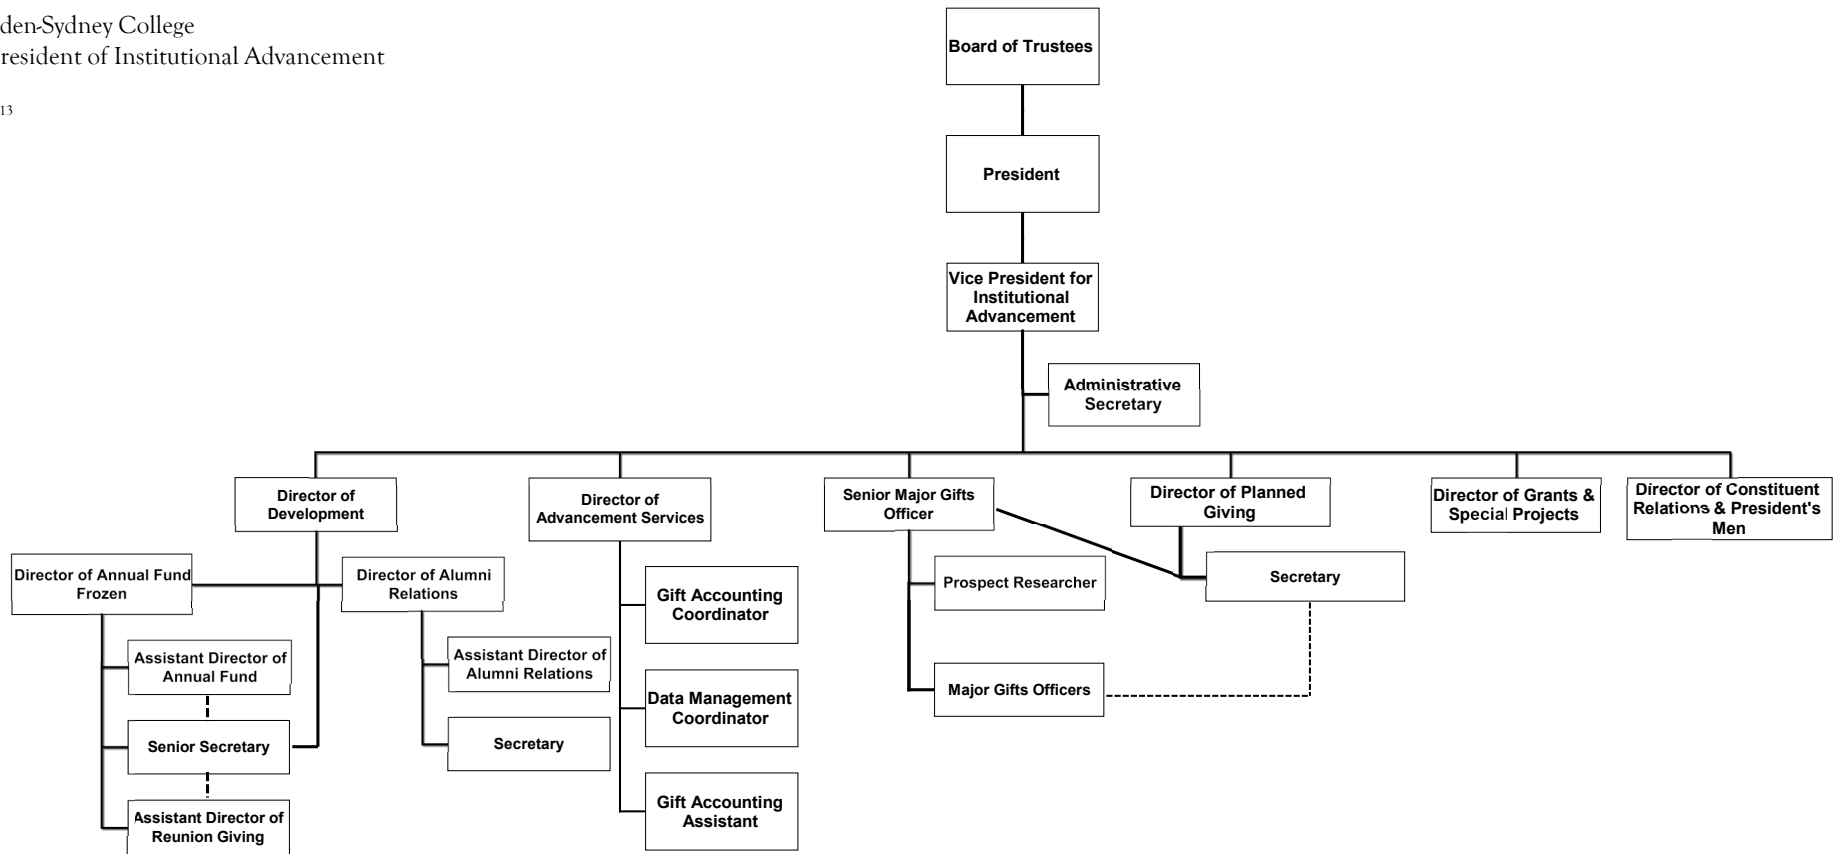 den-Sydney College
resident of Institutional Advancement
13
Board of Trustees
President
Vice President for
Institutional
Advancement
Administrative
Secretary
Director of
Development
Director of
Advancement Services
Senior Major Gifts
Officer
Director of Planned
Giving
Director of Grants &
Special Projects
Director of Constituent
Relations & President's
Men
Director of Annual Fund
Frozen
Director of Alumni
Relations
Gift Accounting
Coordinator
Prospect Researcher
Secretary
Assistant Director of
Annual Fund
Assistant Director of
Alumni Relations
Data Management
Coordinator
Major Gifts Officers
Senior Secretary
Secretary
Gift Accounting
Assistant
Assistant Director of
Reunion Giving